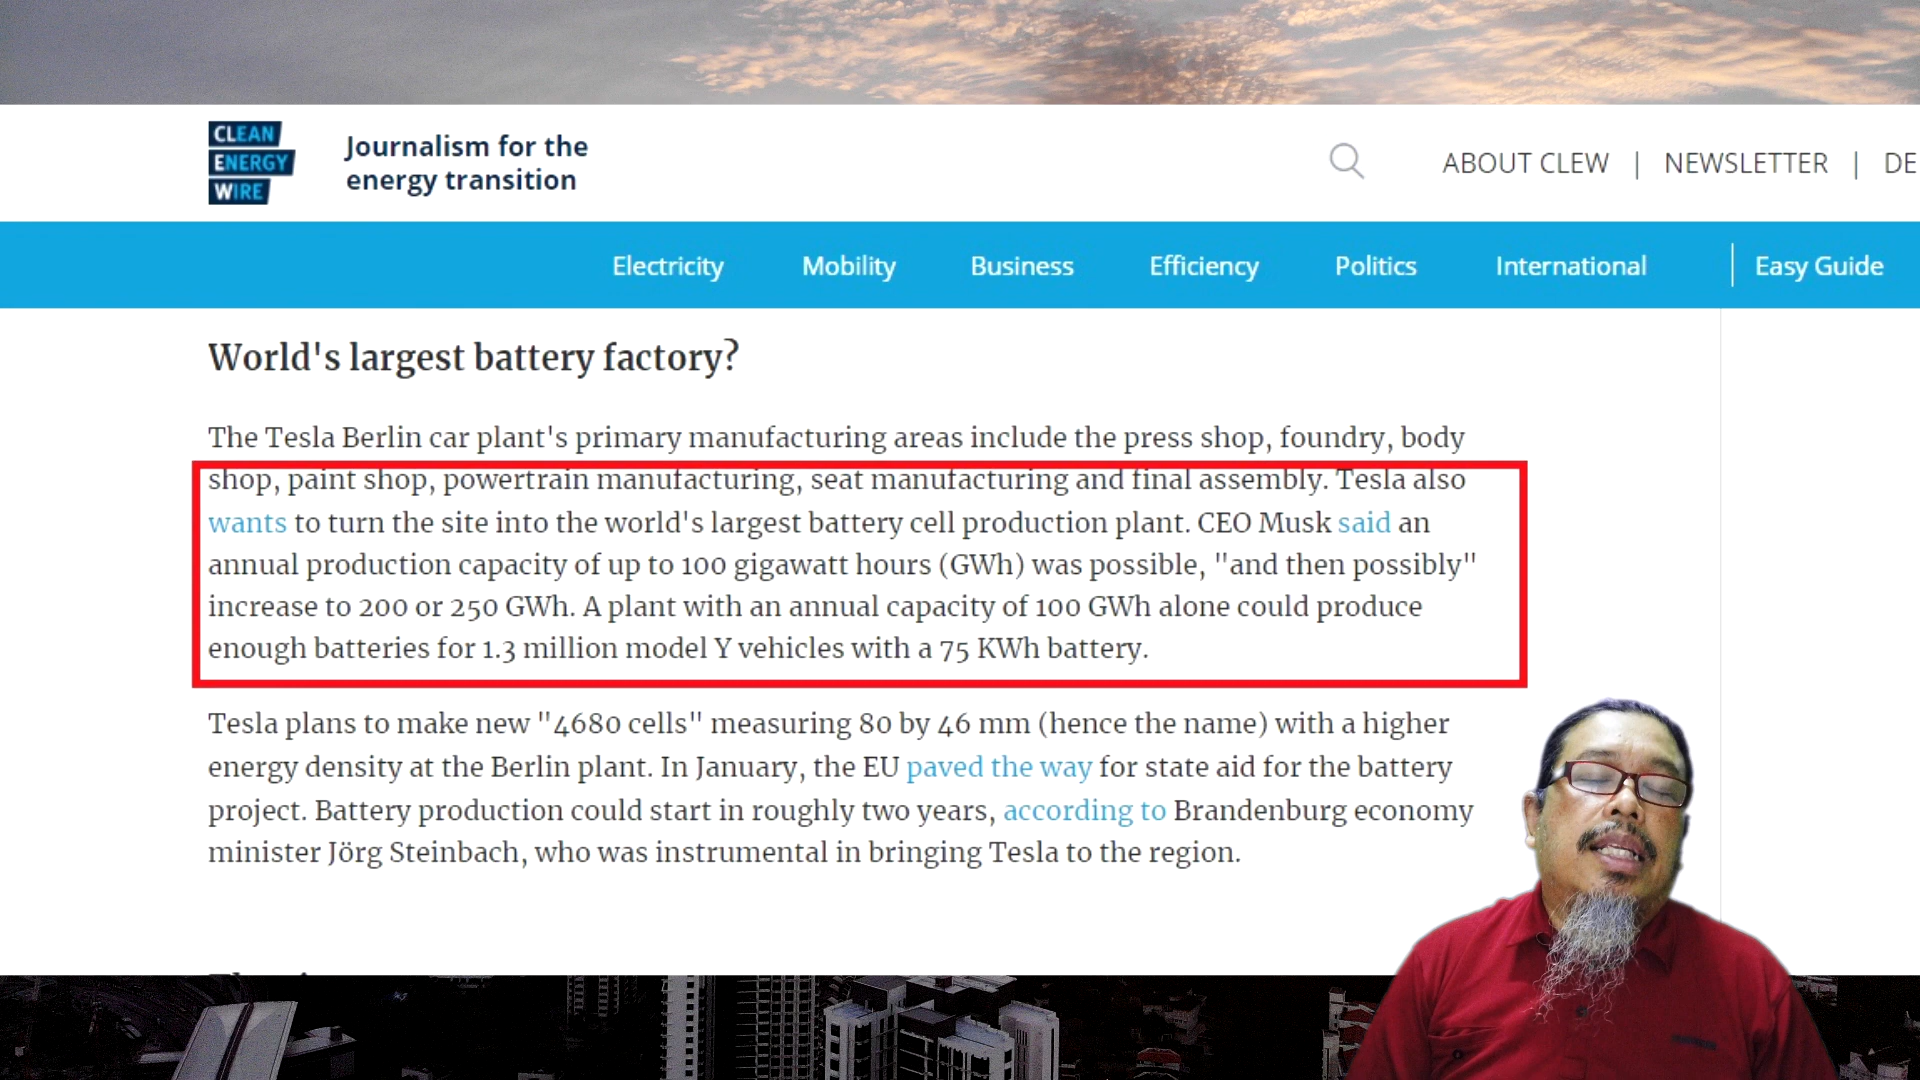 CLEAN
ENERGY
WIRE
Journalism for the
energy transition
ABOUT CLEW | NEWSLETTER | DE
Electricity Mobility Business Efficiency Politics International | Easy Guide
World's largest battery factory?
The Tesla Berlin car plant's primary manufacturing areas include the press shop, foundry, body
shop, paint shop, powertrain manufacturing, seat manufacturing and final assembly. Tesla also
wants to turn the site into the world's largest battery cell production plant. CEO Musk said an
annual production capacity of up to 100 gigawatt hours (GWh) was possible, "and then possibly"
increase to 200 or 250 GWh. A plant with an annual capacity of 100 GWh alone could produce
enough batteries for 1.3 million model Y vehicles with a 75 KWh battery.
Tesla plans to make new "4680 cells" measuring 80 by 46 mm (hence the name) with a higher
energy density at the Berlin plant. In January, the EU paved the way for state aid for the battery
project. Battery production could start in roughly two years, according to Brandenburg economy
minister Jörg Steinbach, who was instrumental in bringing Tesla to the region.